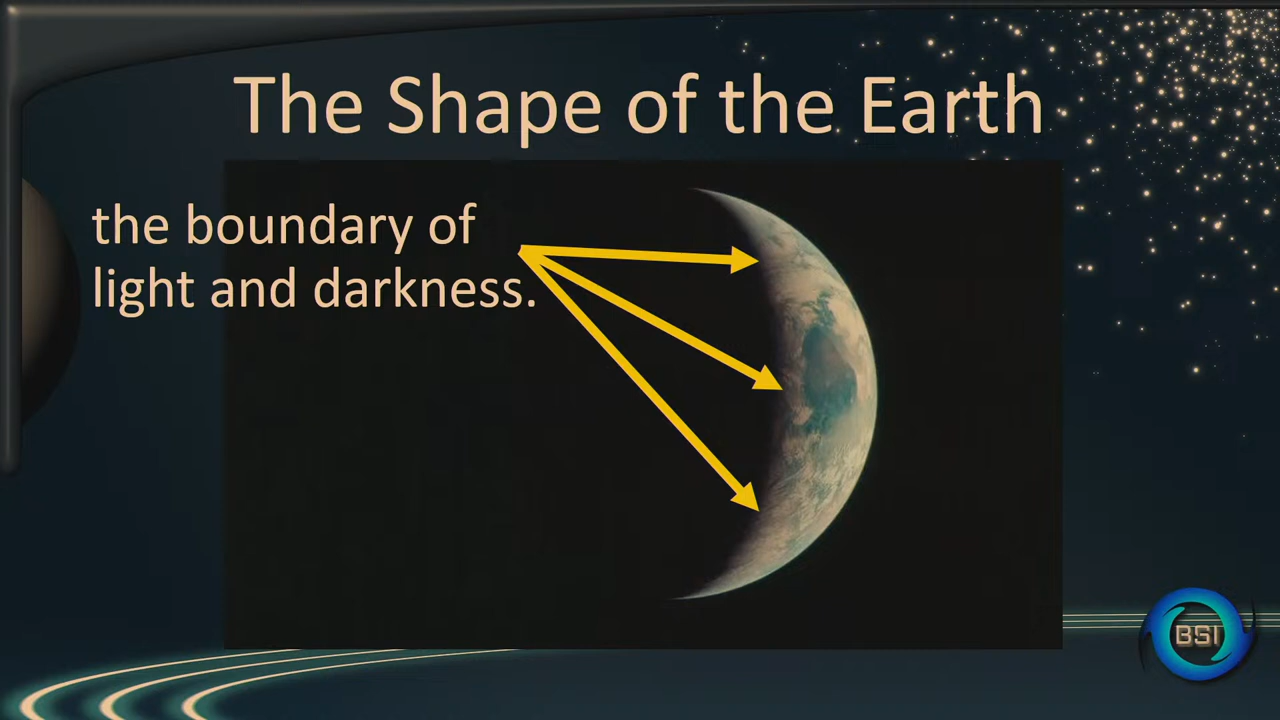 The Shape of the Earth
the boundary of
light and darkness.
BSI